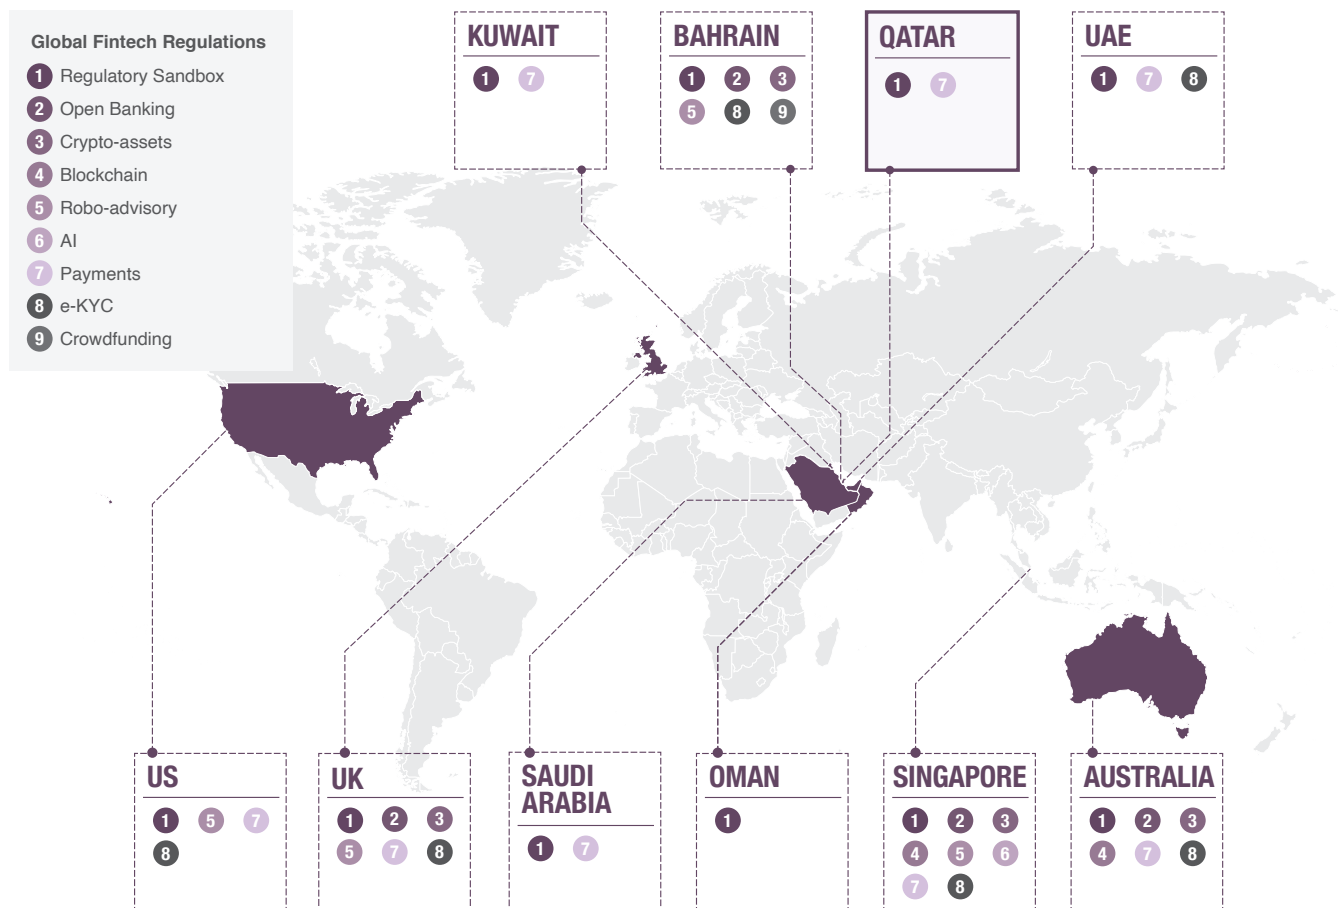 Global Fintech Regulations
1 Regulatory Sandbox
2 Open Banking
3 Crypto-assets
4 Blockchain
5 Robo-advisory
6 AI
7 Payments
8 e-KYC
9 Crowdfunding
KUWAIT
1 7
BAHRAIN
1 2 3
5 8 9
QATAR
1 7
UAE
1 7 8
US
1 5 7
8
UK
1 2 3
5 7 8
SAUDI
ARABIA
1 7
OMAN
1
SINGAPORE
1 2 3
4 5 6
7 8
AUSTRALIA
1 2 3
4 7 8